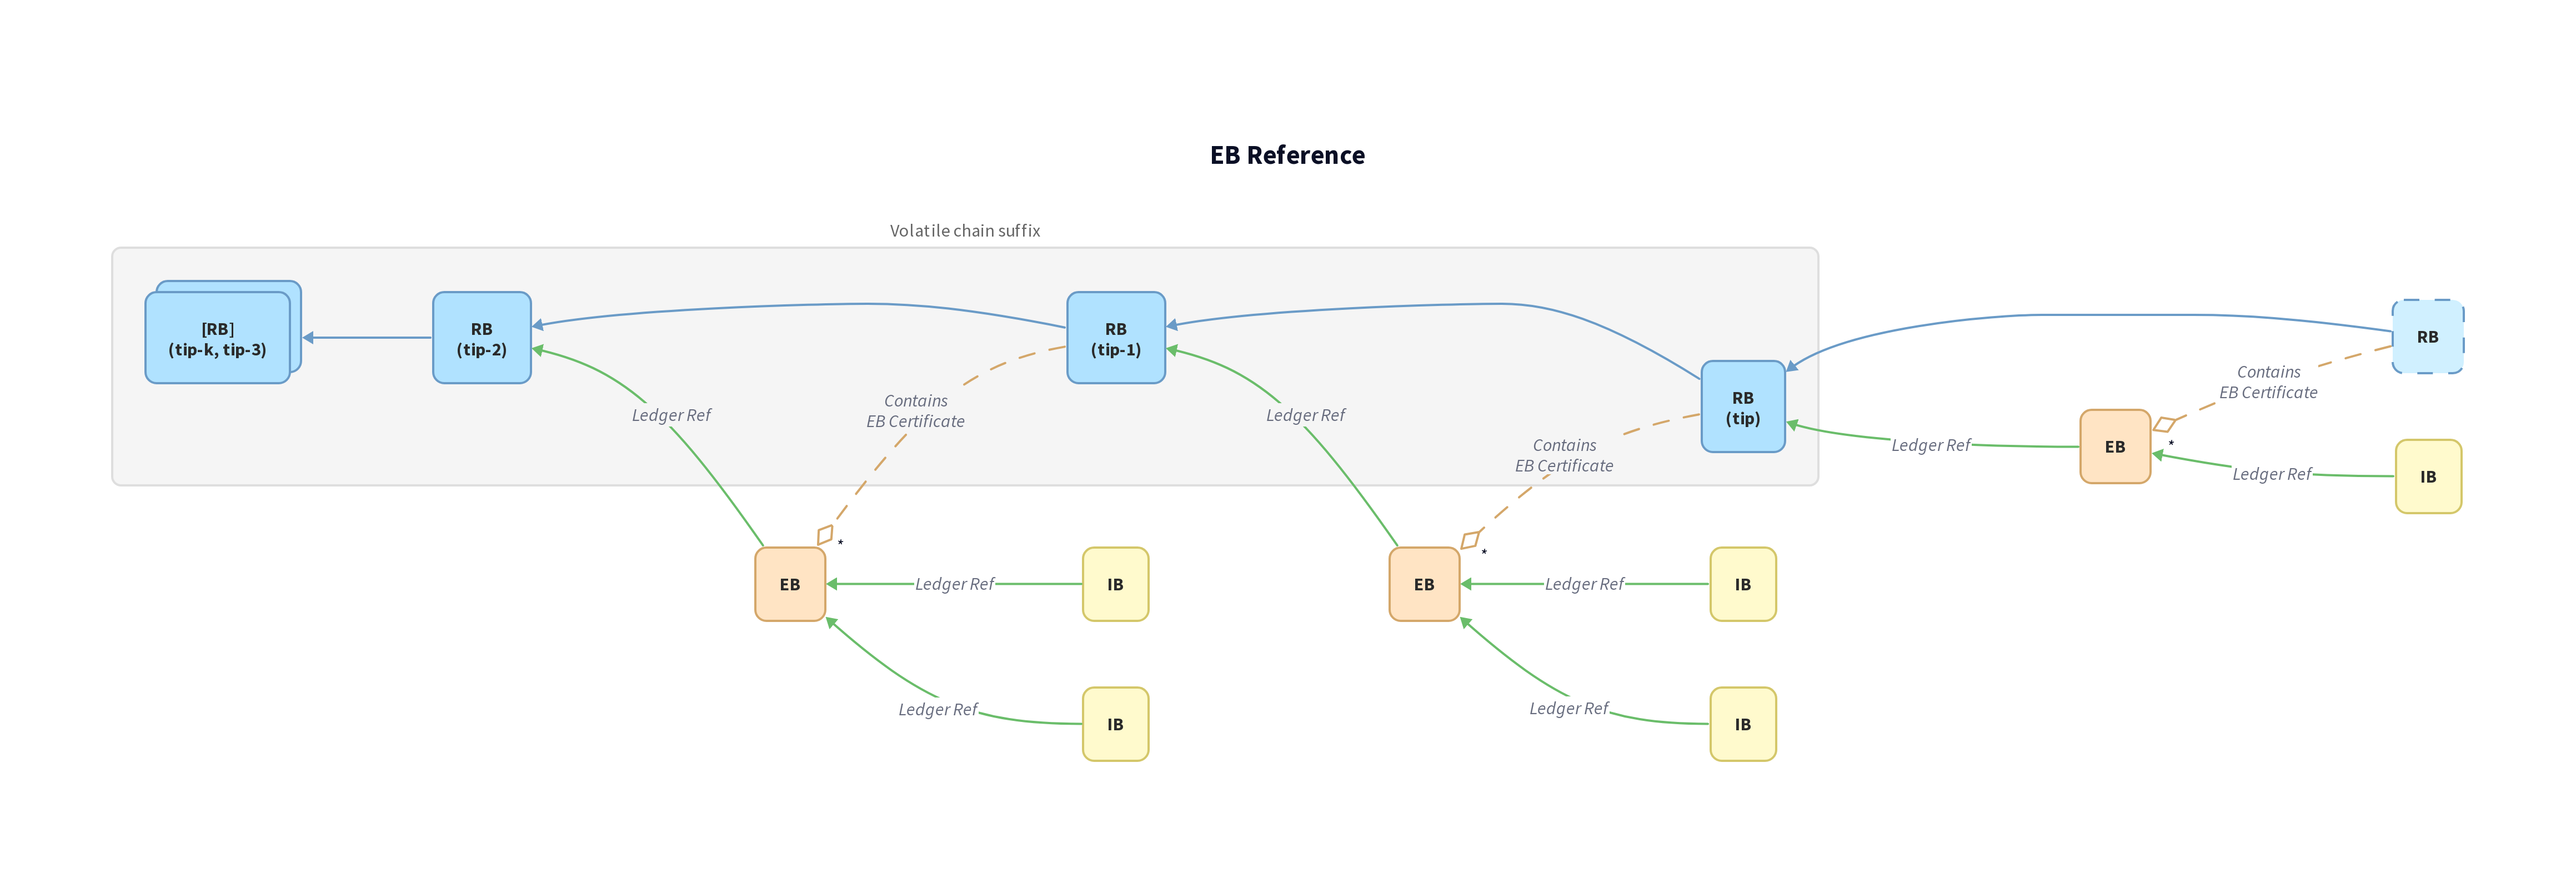 EB Reference
Volatile chain suffix
[RB]
(tip-k, tip-3)
RB
(tip-2)
RB
(tip-1)
RB
(tip)
RB
Ledger Ref
Contains
EB Certificate
Ledger Ref
Contains
EB Certificate
Ledger Ref
Contains
EB Certificate
*
EB
Ledger Ref
IB
*
EB
Ledger Ref
IB
Ledger Ref
IB
*
EB
Ledger Ref
IB
Ledger Ref
IB